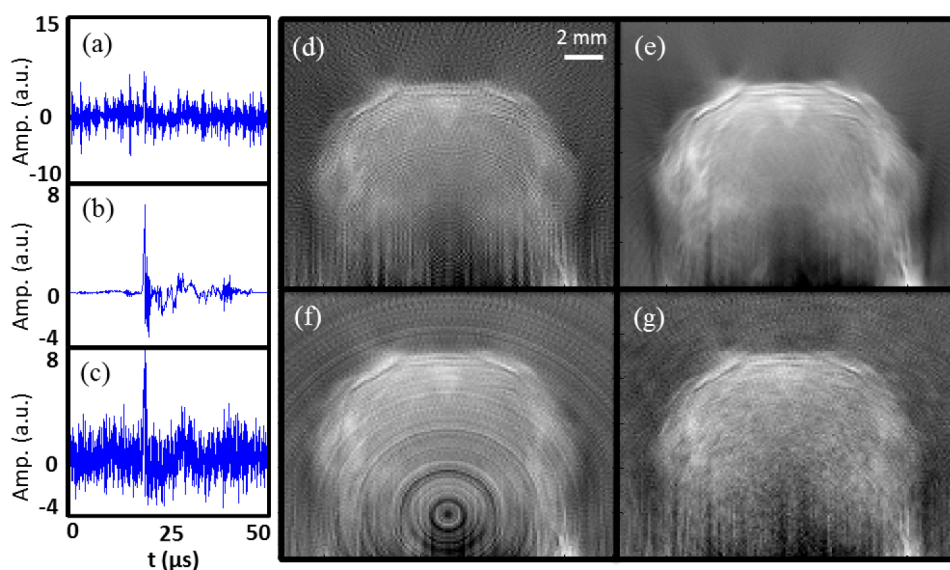 15
(a)
Amp. (a.u.)
0
-10
8
(b)
Amp. (a.u.)
0
-4
8
(c)
Amp. (a.u.)
0
-4
0
25
50
t (µs)
(d)
2 mm
(e)
(f)
(g)